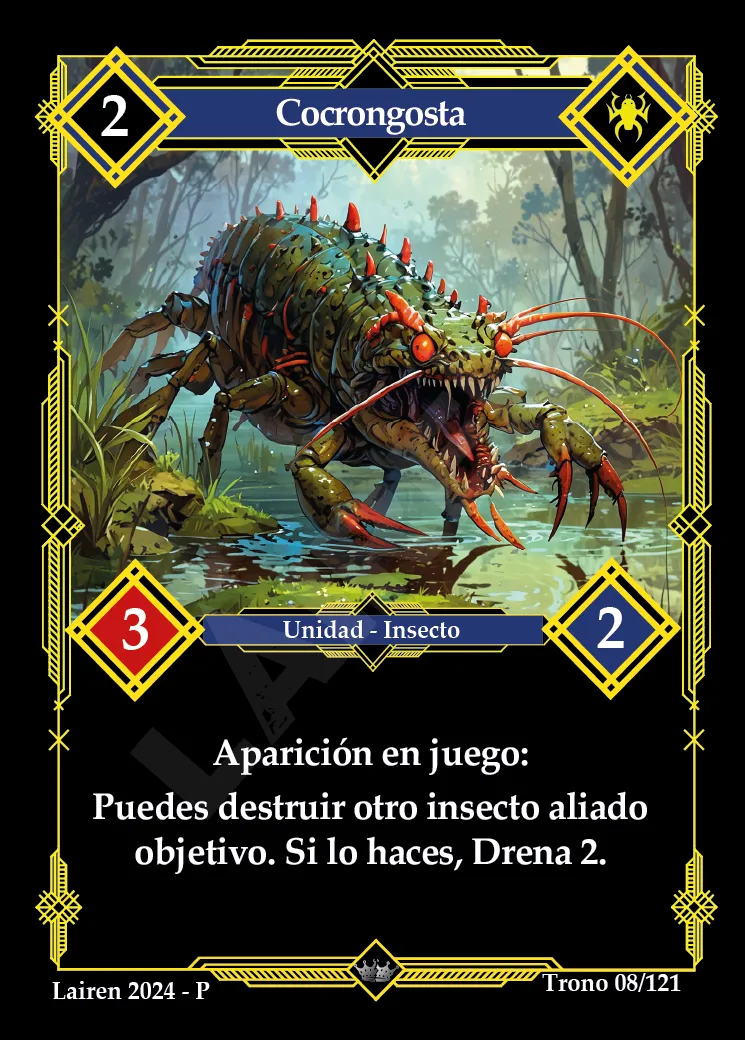 2
Cocrongosta
3
Unidad - Insecto
2
Aparición en juego:
Puedes destruir otro insecto aliado
objetivo. Si lo haces, Drena 2.
Lairen 2024 - P
Trono 08/121